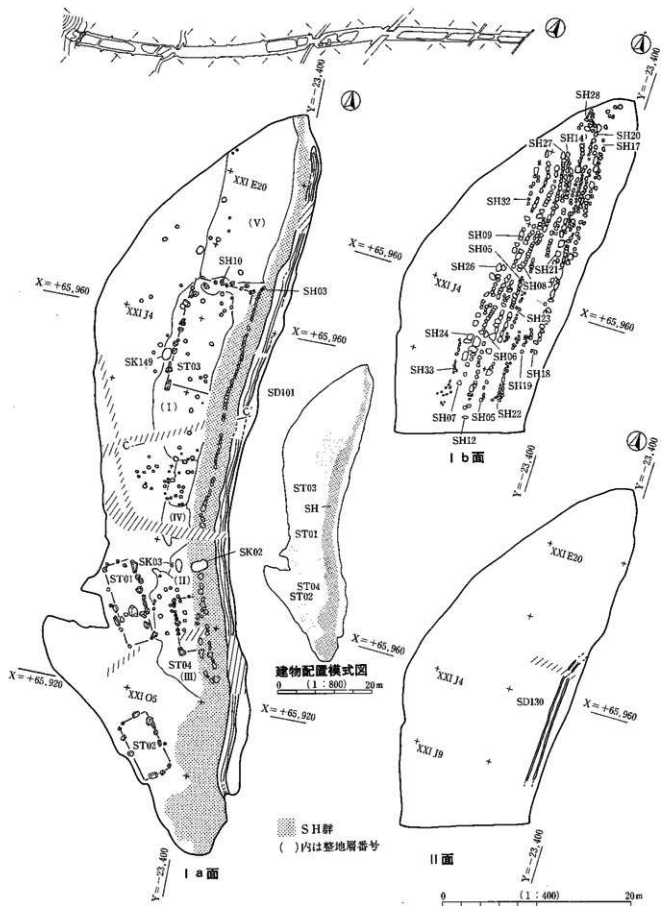 Y=-23,400
XXI E20
(V)
SH10
X=+65,960
SH03
XXI J4
X=+65,960
SK149
ST03
SD101
(I)
C
C
(IV)
SK03
SK02
ST01
(II)
ST04
(III)
X=+65,920
XXI O5
X=+65,920
ST02
Y=-23,400
Ⅰa面
ST03
SH
ST01
ST04
ST02
X=+65,960
建物配置模式図
0 (1:800) 20m
SH群
( )内は整地層番号
Y=-23,400
SH28
SH14
SH20
SH27
SH17
SH32
SH09
SH05
SH26
SH21
SH08
X=+65,960
XXI J4
SH23
X=+65,960
SH24
SH06
SH18
SH33
SH19
SH07
SH05
SH22
SH12
Ⅰb面
Y=-23,400
Y=-23,400
XXI E20
XXI J4
SD130
X=+65,960
XXI J9
Ⅱ面
Y=-23,400
0 (1:400) 20m